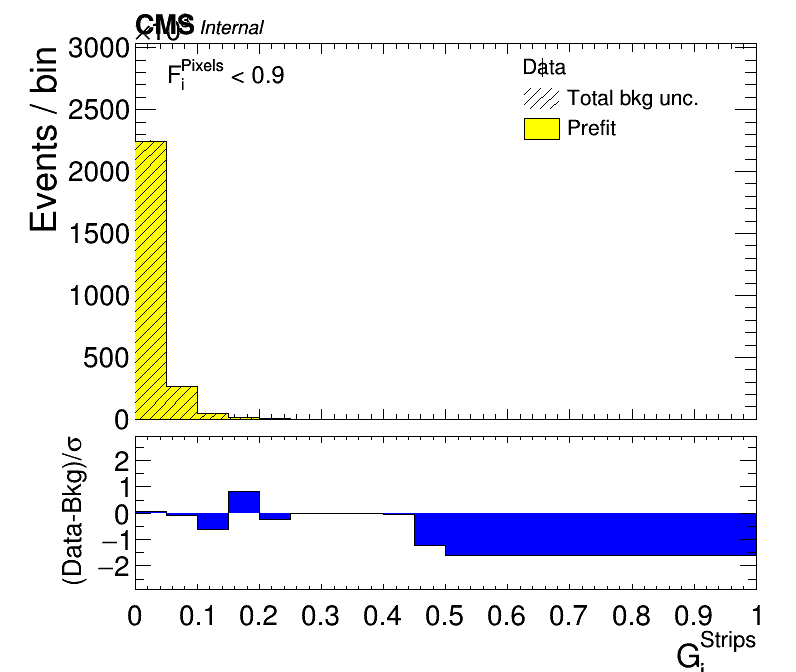 CMS Internal
×10³
3000
F_i^Pixels < 0.9
Data
Total bkg unc.
Prefit
2500
2000
1500
1000
500
0
Events / bin
2
1
0
−1
−2
(Data-Bkg)/σ
0 0.1 0.2 0.3 0.4 0.5 0.6 0.7 0.8 0.9 1
G_i^Strips